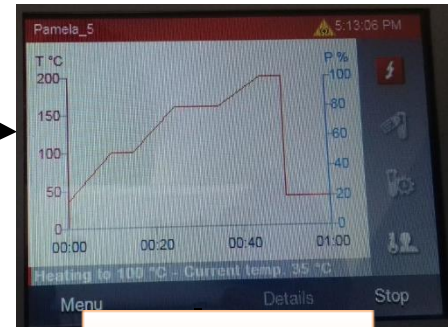 Pamela_5 5:13:06 PM
T °C P %
200 100
150 80
100 60
50 40
0 20
0
00:00 00:20 00:40 01:00
Heating to 100 °C - Current temp. 35 °C
Menu Details Stop